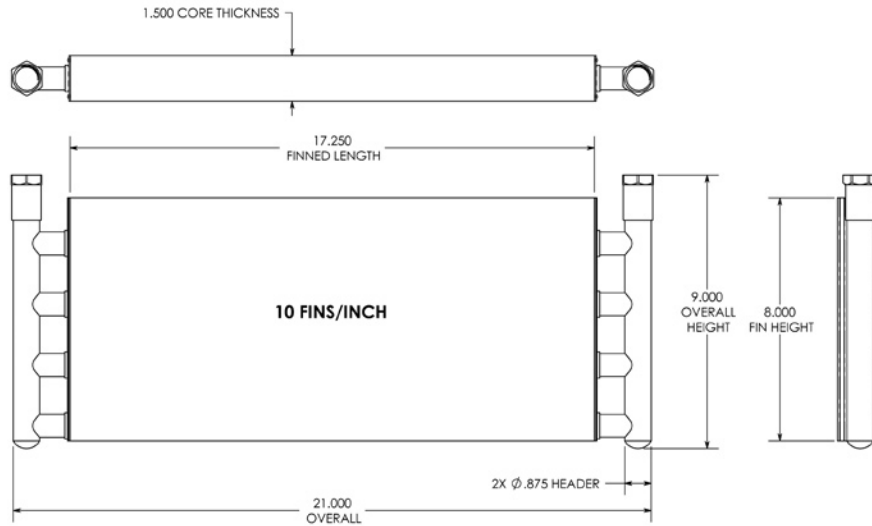 1.500 CORE THICKNESS
17.250
FINNED LENGTH
10 FINS/INCH
9.000
OVERALL
HEIGHT
8.000
FIN HEIGHT
2X Ø.875 HEADER
21.000
OVERALL